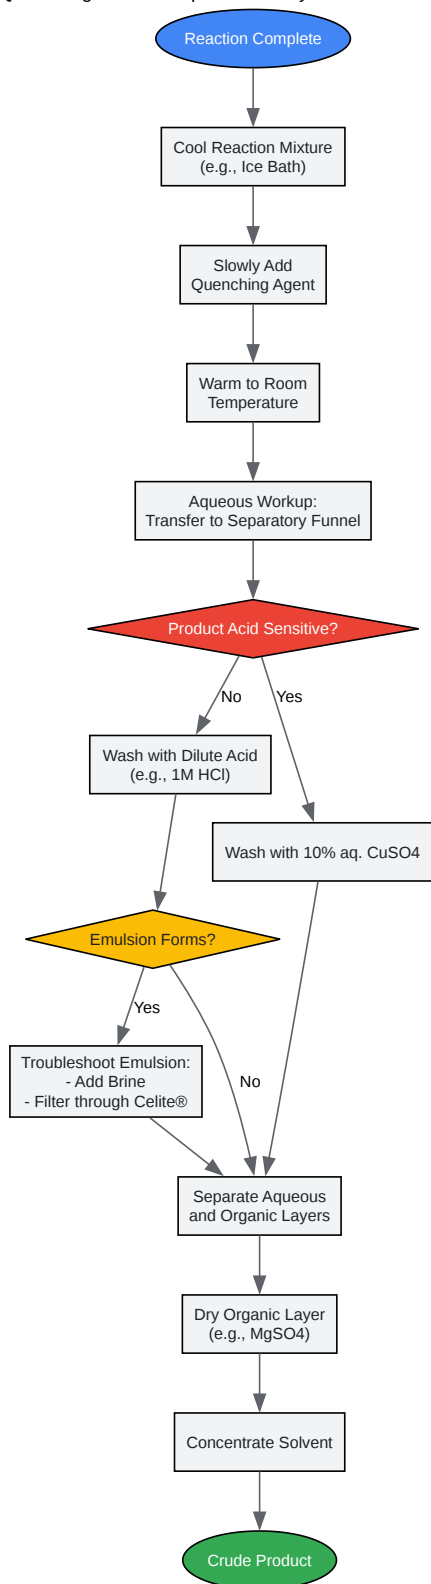 Reaction Complete
Cool Reaction Mixture
(e.g., Ice Bath)
Slowly Add
Quenching Agent
Warm to Room
Temperature
Aqueous Workup:
Transfer to Separatory Funnel
Product Acid Sensitive?
No
Yes
Wash with Dilute Acid
(e.g., 1M HCl)
Wash with 10% aq. CuSO4
Emulsion Forms?
Yes
No
Troubleshoot Emulsion:
- Add Brine
- Filter through Celite®
Separate Aqueous
and Organic Layers
Dry Organic Layer
(e.g., MgSO4)
Concentrate Solvent
Crude Product